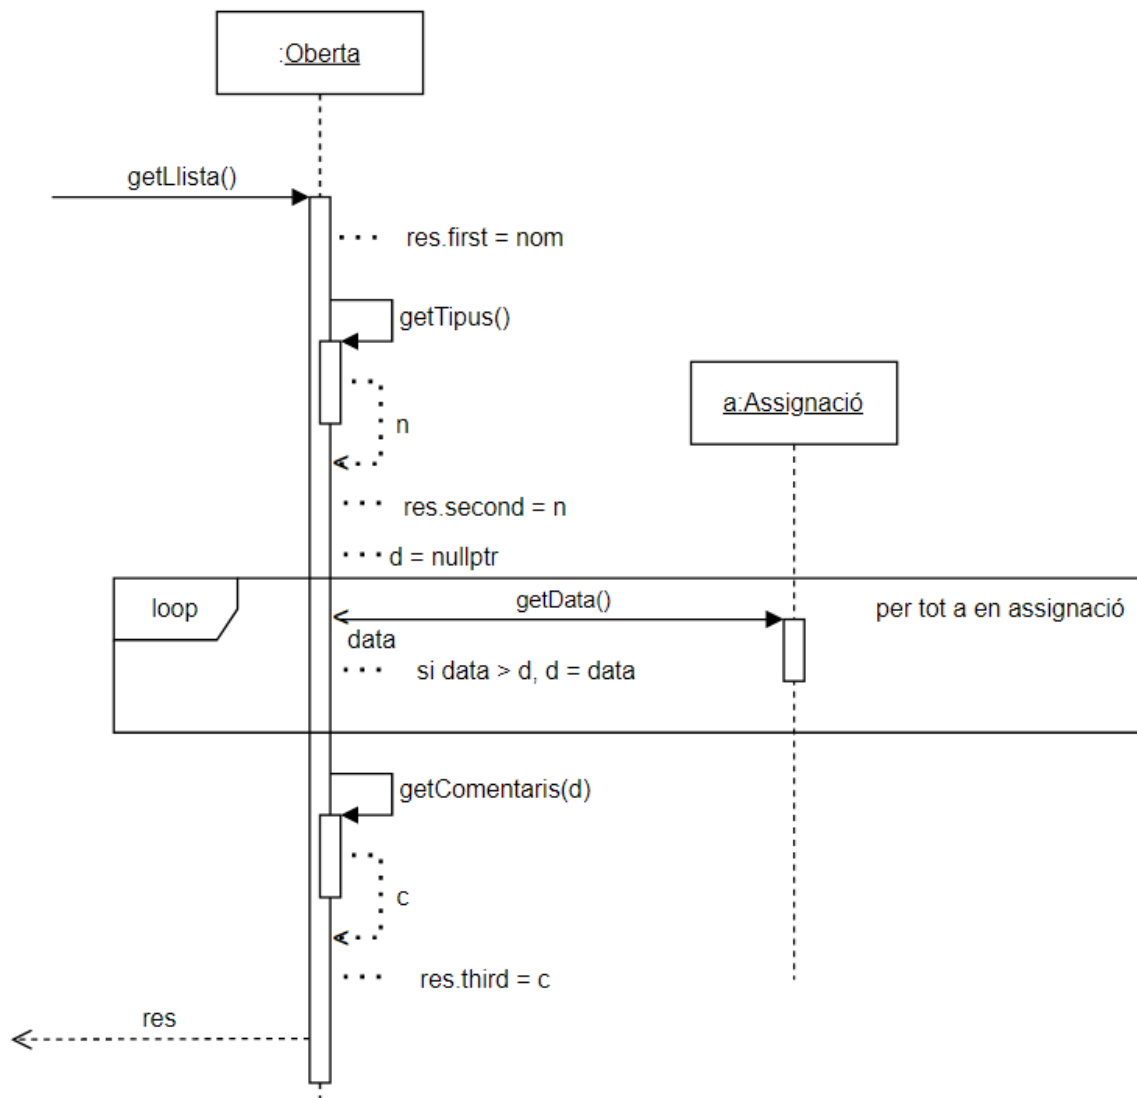 :Oberta
getLlista()
res.first = nom
getTipus()
a:Assignació
n
res.second = n
d = nullptr
loop
getData()
per tot a en assignació
data
si data > d, d = data
getComentaris(d)
c
res.third = c
res